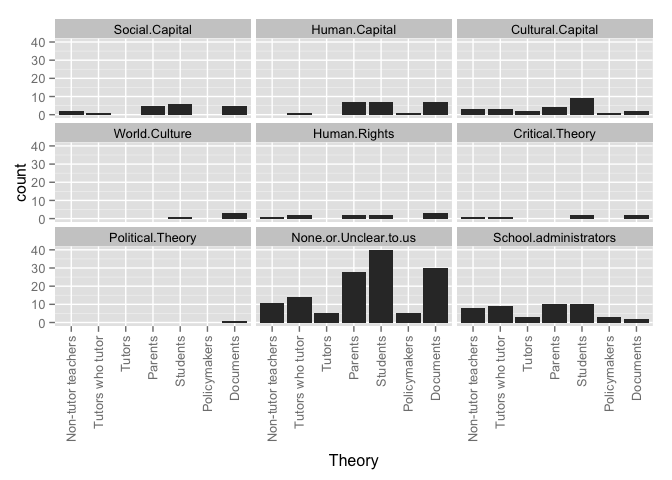 Social.Capital Human.Capital Cultural.Capital
40
30
20
10
0
World.Culture Human.Rights Critical.Theory
40
30
20
10
0
Political.Theory None.or.Unclear.to.us School.administrators
40
30
20
10
0
count
Non-tutor teachers Tutors who tutor Tutors Parents Students Policymakers Documents Non-tutor teachers Tutors who tutor Tutors Parents Students Policymakers Documents Non-tutor teachers Tutors who tutor Tutors Parents Students Policymakers Documents
Theory